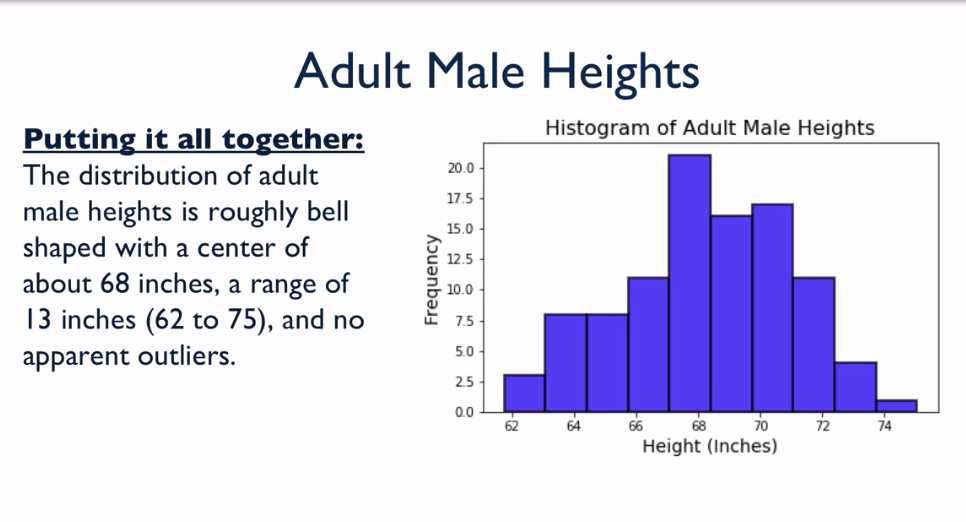 Adult Male Heights
Putting it all together:
The distribution of adult
male heights is roughly bell
shaped with a center of
about 68 inches, a range of
13 inches (62 to 75), and no
apparent outliers.
Histogram of Adult Male Heights
Frequency
20.0
17.5
15.0
12.5
10.0
7.5
5.0
2.5
0.0
62 64 66 68 70 72 74
Height (Inches)